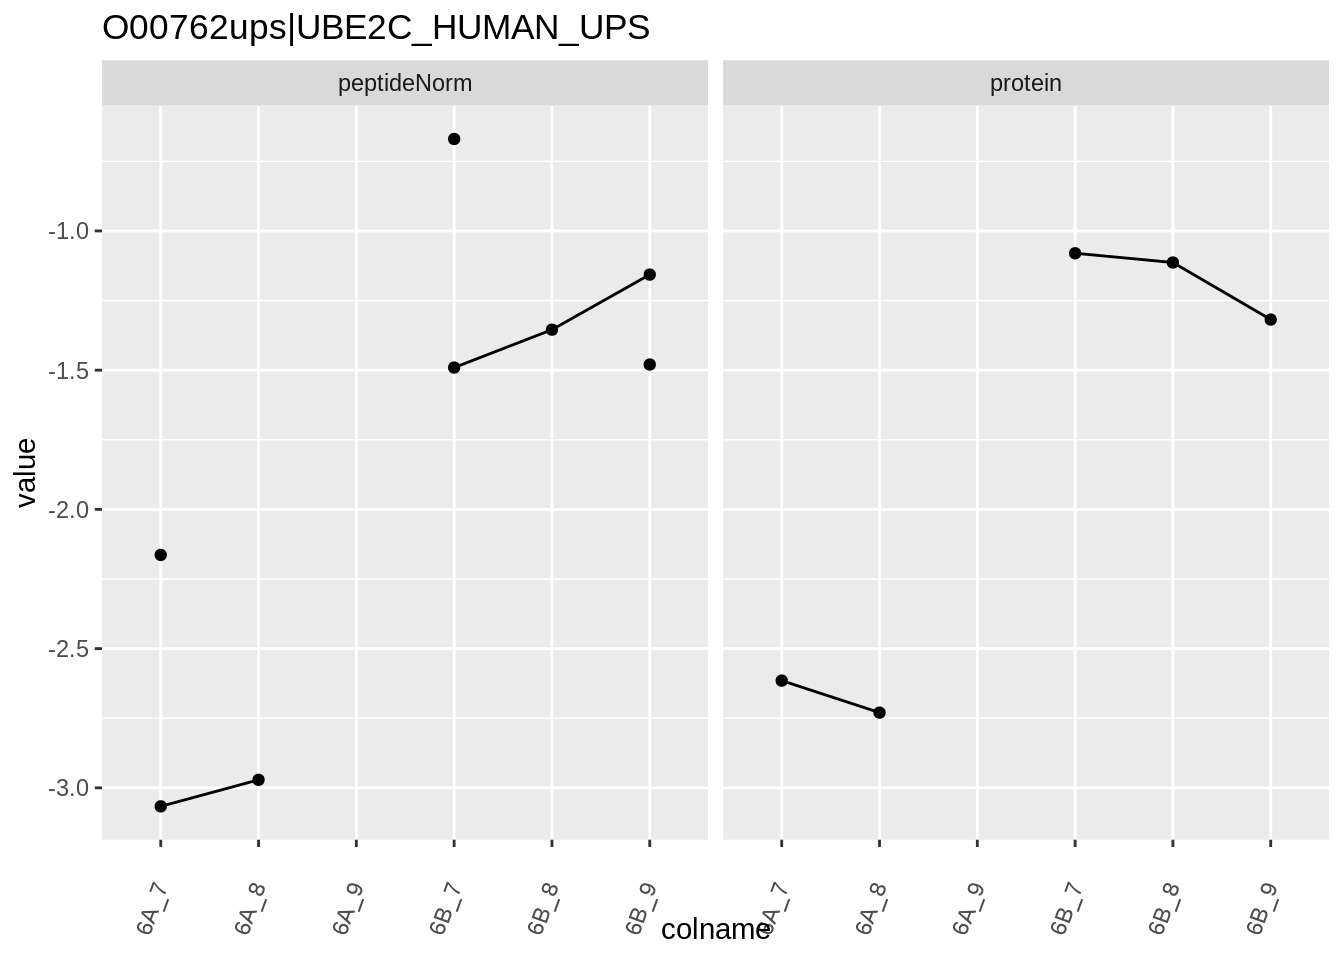 O00762ups|UBE2C_HUMAN_UPS
peptideNorm
protein
value
-1.0
-1.5
-2.0
-2.5
-3.0
6A_7
6A_8
6A_9
6B_7
6B_8
6B_9
6A_7
6A_8
6A_9
6B_7
6B_8
6B_9
colname